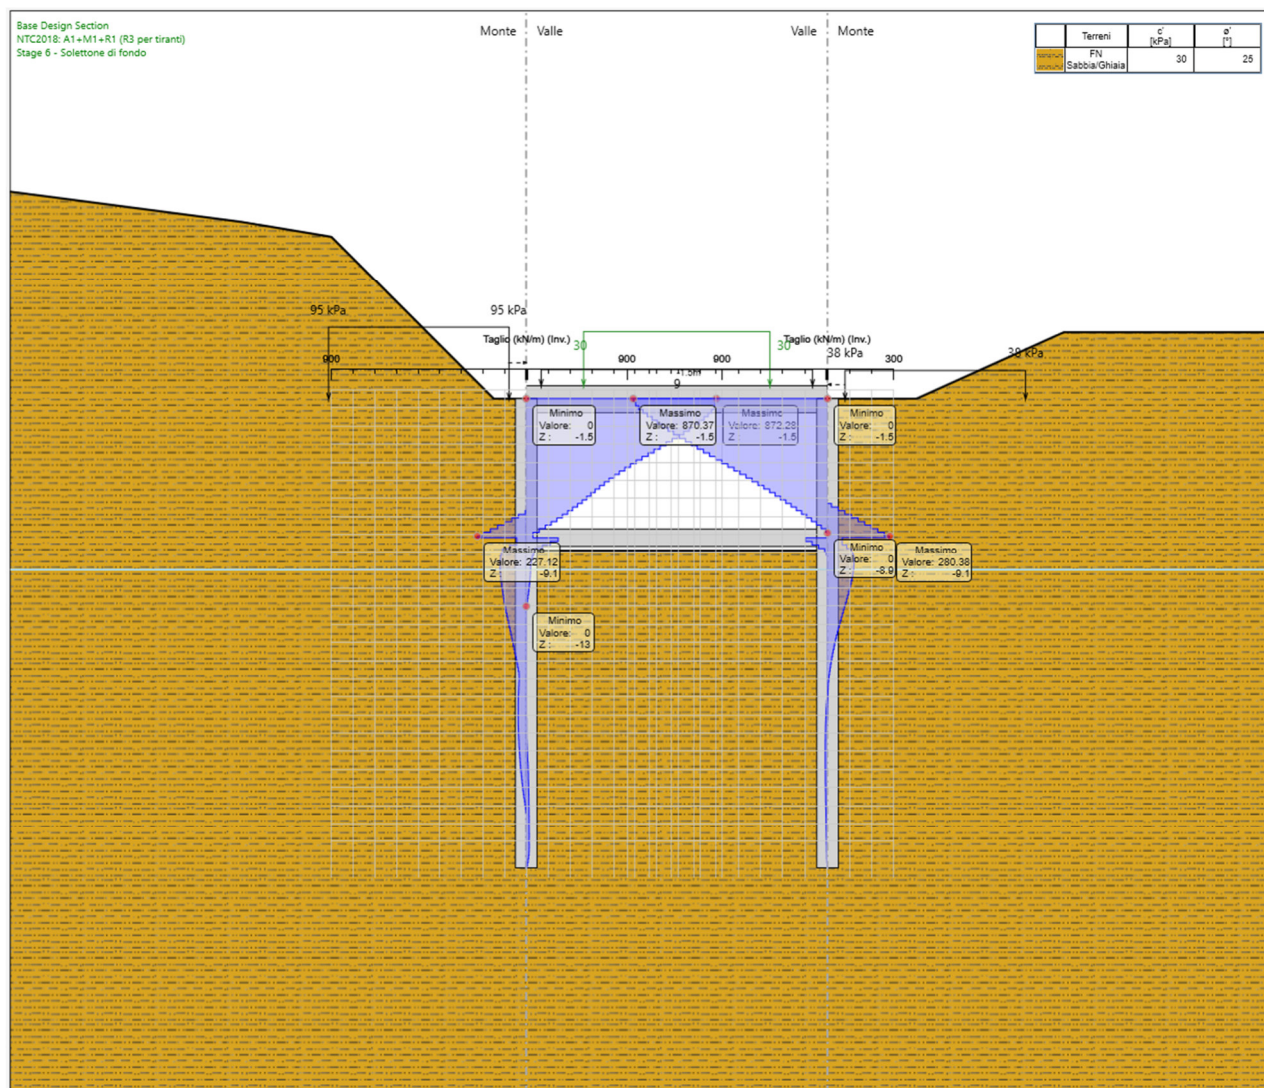 Base Design Section
NTC2018: A1+M1+R1 (R3 per tiranti)
Stage 6 - Solettone di fondo
Monte Valle
Valle Monte
Terreni c' ø'
[kPa] [°]
FN
Sabbia/Ghiaia 30 25
95 kPa 95 kPa
Taglio (kN/m) (Inv.) 30
30 Taglio (kN/m) (Inv.)
38 kPa 38 kPa
900 900 900 300
9
Minimo
Valore: 0
Z : -1.5
Massimo
Valore: 870.37
Z : -1.5
Massimo
Valore: 872.28
Z : -1.5
Minimo
Valore: 0
Z : -1.5
Massimo
Valore: 227.12
Z : -9.1
Minimo
Valore: 0
Z : -8.9
Massimo
Valore: 280.38
Z : -9.1
Minimo
Valore: 0
Z : -13